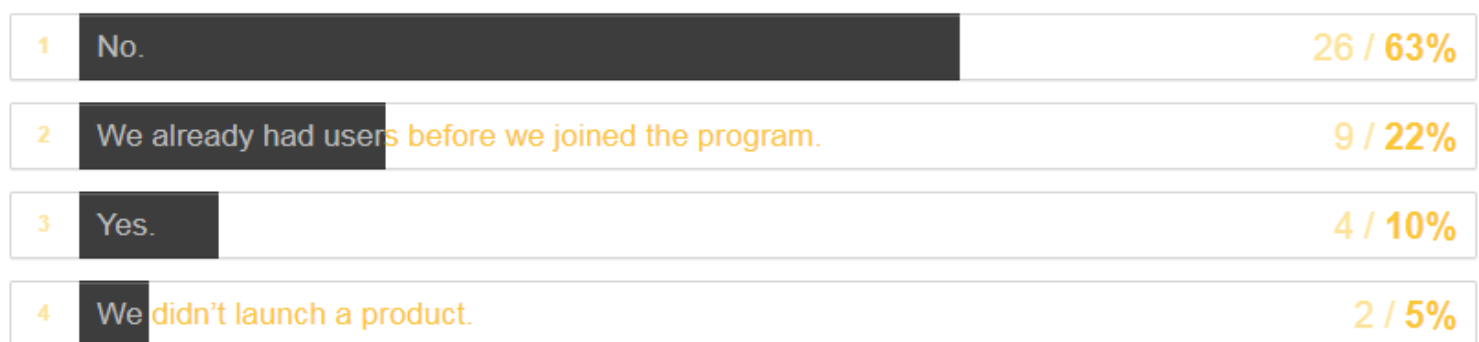 1 No. 26 / 63%
2 We already had users before we joined the program. 9 / 22%
3 Yes. 4 / 10%
4 We didn’t launch a product. 2 / 5%